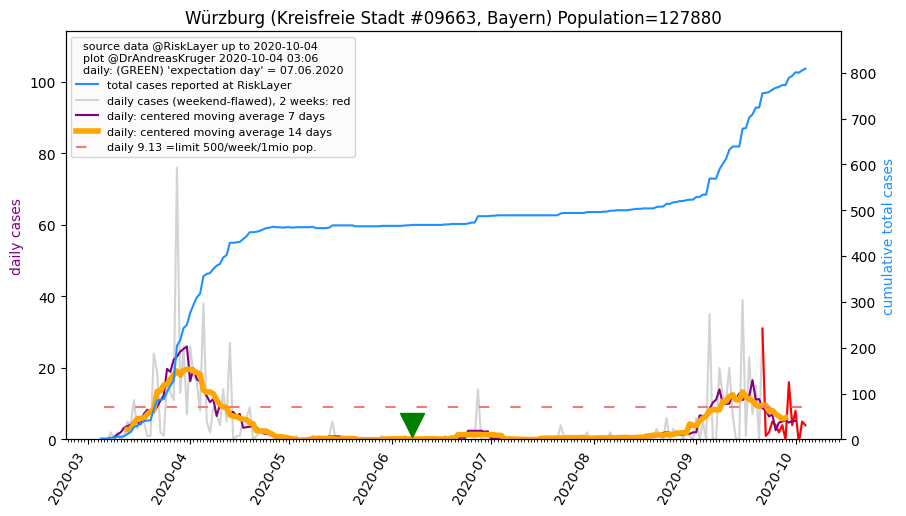 Würzburg (Kreisfreie Stadt #09663, Bayern) Population=127880
source data @RiskLayer up to 2020-10-04
plot @DrAndreasKruger 2020-10-04 03:06
daily: (GREEN) 'expectation day' = 07.06.2020
total cases reported at RiskLayer
daily cases (weekend-flawed), 2 weeks: red
daily: centered moving average 7 days
daily: centered moving average 14 days
daily 9.13 =limit 500/week/1mio pop.
daily cases
100
80
60
40
20
0
cumulative total cases
800
700
600
500
400
300
200
100
0
2020-03
2020-04
2020-05
2020-06
2020-07
2020-08
2020-09
2020-10